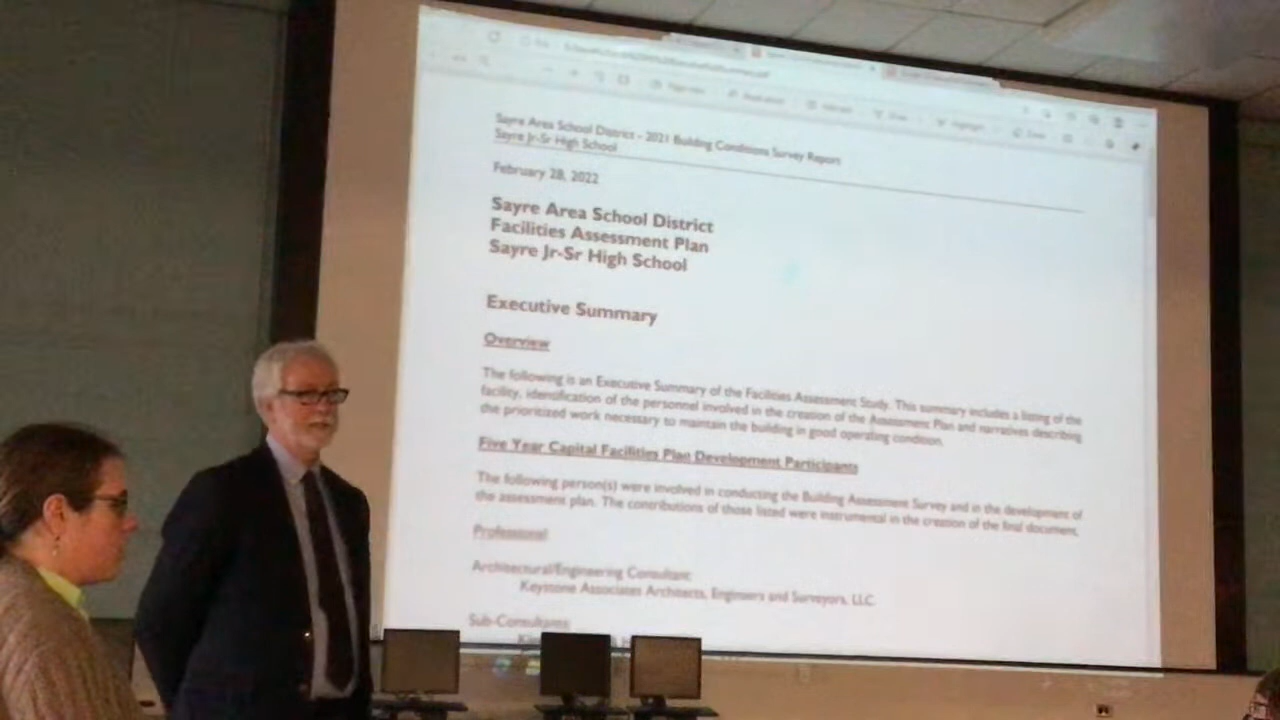 Sayre Area School District - 2021 Building Conditions Survey Report
Sayre Jr-Sr High School
February 28, 2022
Sayre Area School District
Facilities Assessment Plan
Sayre Jr-Sr High School
Executive Summary
Overview
The following is an Executive Summary of the Facilities Assessment Study. This summary includes a listing of the
facility, identification of the personnel involved in the creation of the Assessment Plan and narratives describing
the prioritized work necessary to maintain the building in good operating condition.
Five Year Capital Facilities Plan Development Participants
The following person(s) were involved in conducting the Building Assessment Survey and in the development of
the assessment plan. The contributions of those listed were instrumental in the creation of the final document.
Professional
Architectural/Engineering Consultant
Keystone Associates Architects, Engineers and Surveyors, LLC.
Sub-Consultants